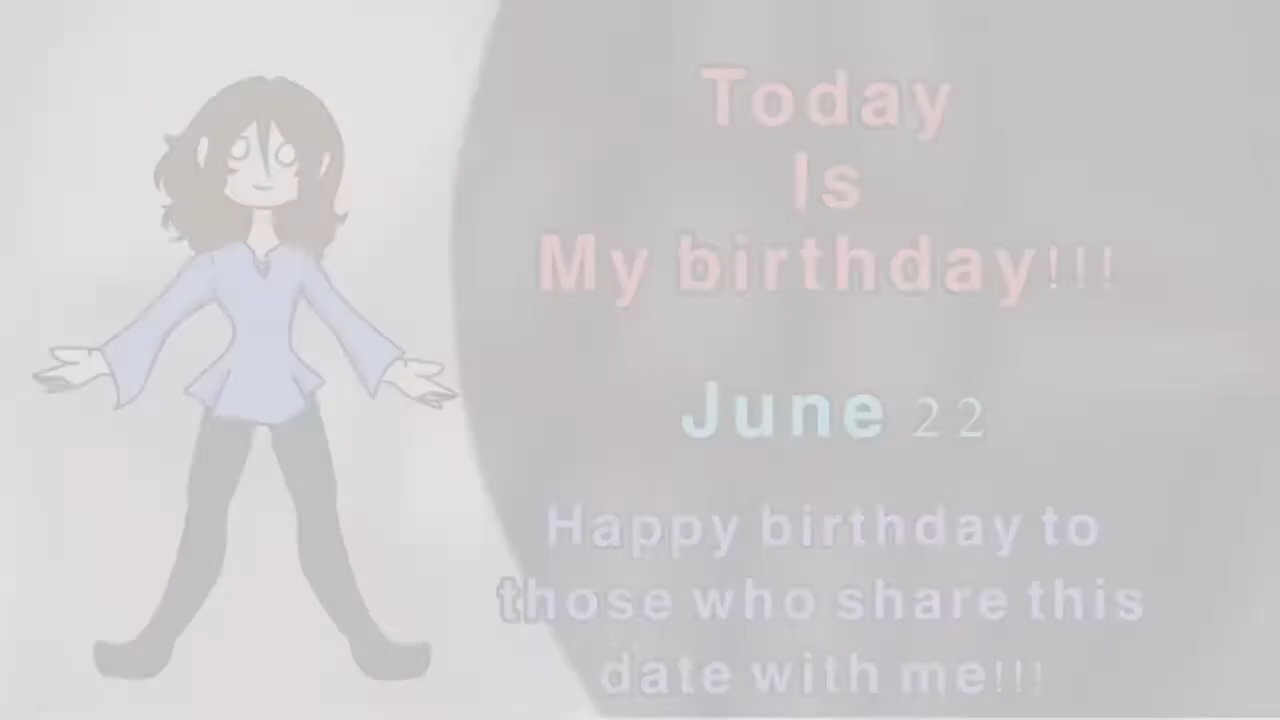 Today
Is
My birthday!!!
June 22
Happy birthday to
those who share this
date with me!!!